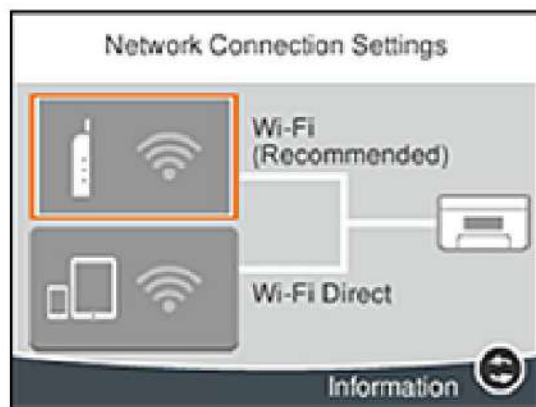 Network Connection Settings
Wi-Fi
(Recommended)
Wi-Fi Direct
Information